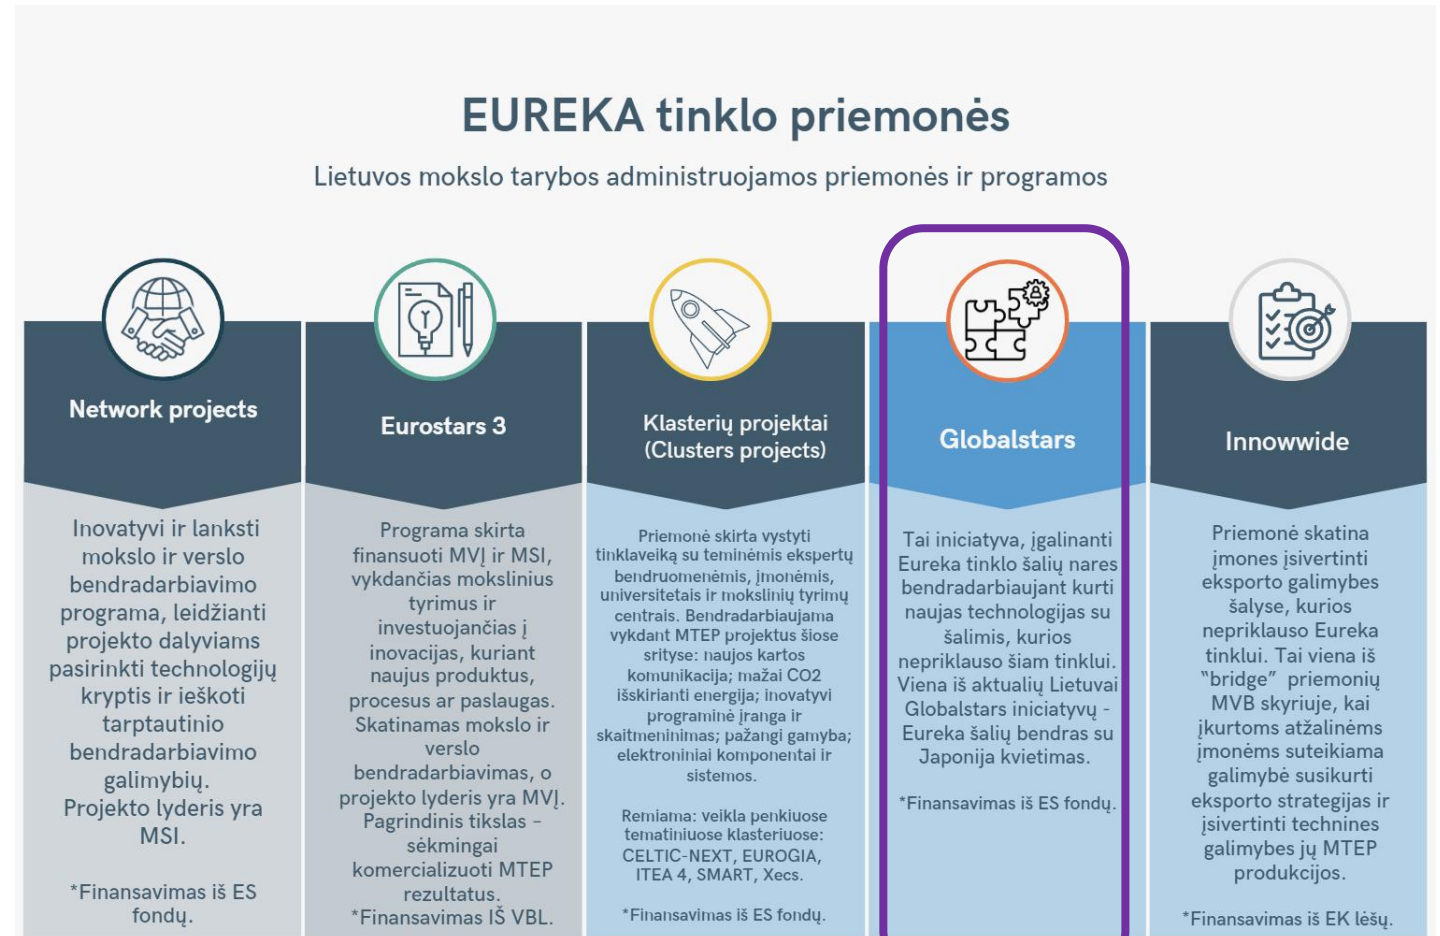 EUREKA tinklo priemonės
Lietuvos mokslo tarybos administruojamos priemonės ir programos
Network projects
Inovatyvi ir lanksti
mokslo ir verslo
bendradarbiavimo
programa, leidžianti
projekto dalyviams
pasirinkti technologijų
kryptis ir ieškoti
tarptautinio
bendradarbiavimo
galimybių.
Projekto lyderis yra
MSI.
*Finansavimas iš ES
fondų.
Eurostars 3
Programa skirta
finansuoti MVĮ ir MSI,
vykdančias mokslinius
tyrimus ir
investuojančias į
inovacijas, kuriant
naujus produktus,
procesus ar paslaugas.
Skatinamas mokslo ir
verslo
bendradarbiavimas, o
projekto lyderis yra MVĮ.
Pagrindinis tikslas –
sėkmingai
komercializuoti MTEP
rezultatus.
*Finansavimas IŠ VBL.
Klasterių projektai
(Clusters projects)
Priemonė skirta vystyti
tinklaveiką su teminėmis ekspertų
bendruomenėmis, įmonėmis,
universitetais ir mokslinių tyrimų
centrais. Bendradarbiaujama
vykdant MTEP projektus šiose
srityse: naujos kartos
komunikacija; mažai CO2
išskirianti energija; inovatyvi
programinė įranga ir
skaitmeninimas; pažangi gamyba;
elektroniniai komponentai ir
sistemos.
Remiama: veikla penkiuose
tematiniuose klasteriuose:
CELTIC-NEXT, EUROGIA,
ITEA 4, SMART, Xecs.
*Finansavimas iš ES fondų.
Globalstars
Tai iniciatyva, įgalinanti
Eureka tinklo šalių nares
bendradarbiaujant kurti
naujas technologijas su
šalimis, kurios
nepriklauso šiam tinklui.
Viena iš aktualių Lietuvai
Globalstars iniciatyvų -
Eureka šalių bendras su
Japonija kvietimas.
*Finansavimas iš ES fondų.
Innowwide
Priemonė skatina
įmones įsivertinti
eksporto galimybes
šalyse, kurios
nepriklauso Eureka
tinklui. Tai viena iš
“bridge” priemonių
MVB skyriuje, kai
įkurtoms atžalinėms
įmonėms suteikiama
galimybė susikurti
eksporto strategijas ir
įsivertinti technines
galimybes jų MTEP
produkcijos.
*Finansavimas iš EK lėšų.